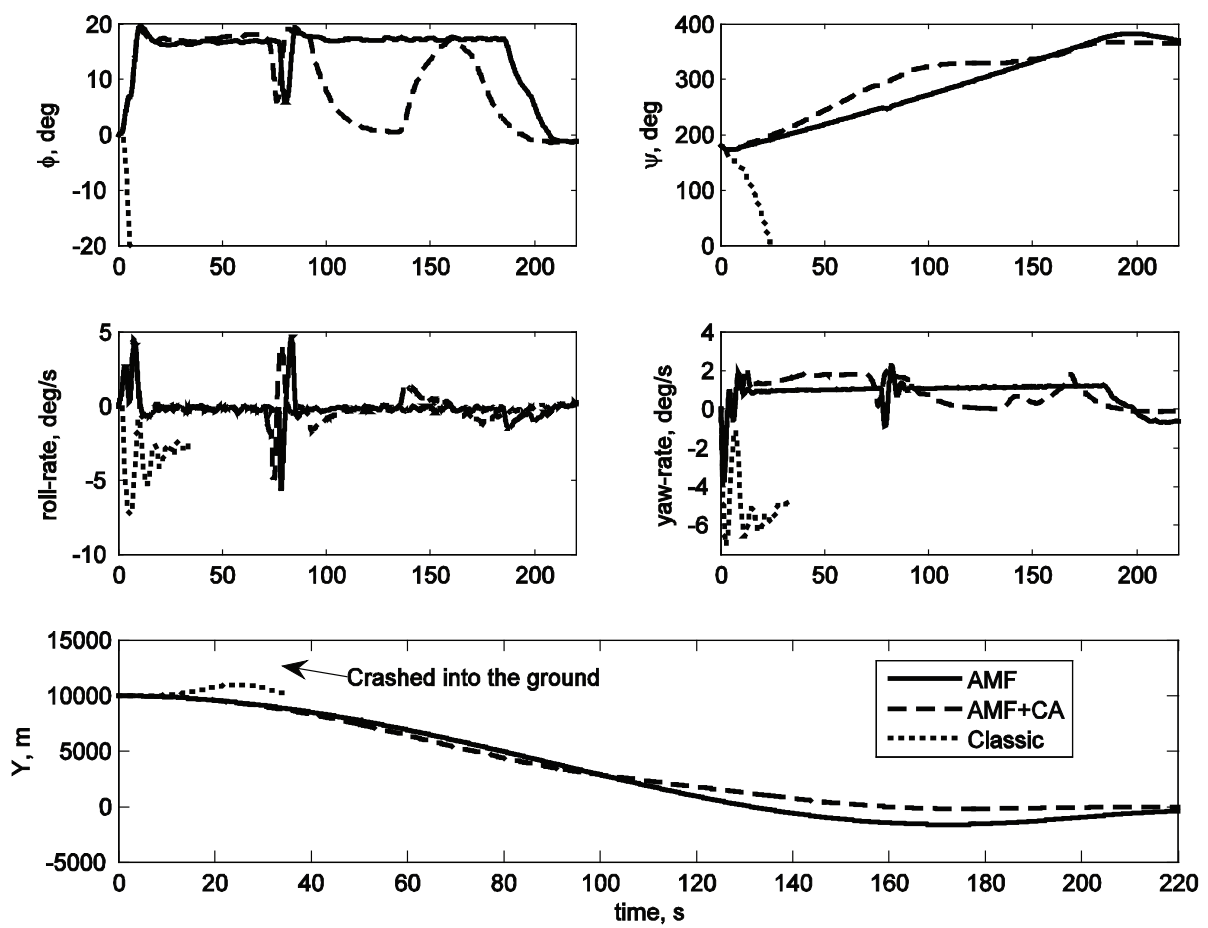 20
10
0
-10
-20
ϕ, deg
0 50 100 150 200
400
300
200
100
0
ψ, deg
0 50 100 150 200
5
0
-5
-10
roll-rate, deg/s
0 50 100 150 200
4
2
0
-2
-4
-6
yaw-rate, deg/s
0 50 100 150 200
15000
10000
5000
0
-5000
Y, m
Crashed into the ground
AMF
AMF+CA
Classic
0 20 40 60 80 100 120 140 160 180 200 220
time, s